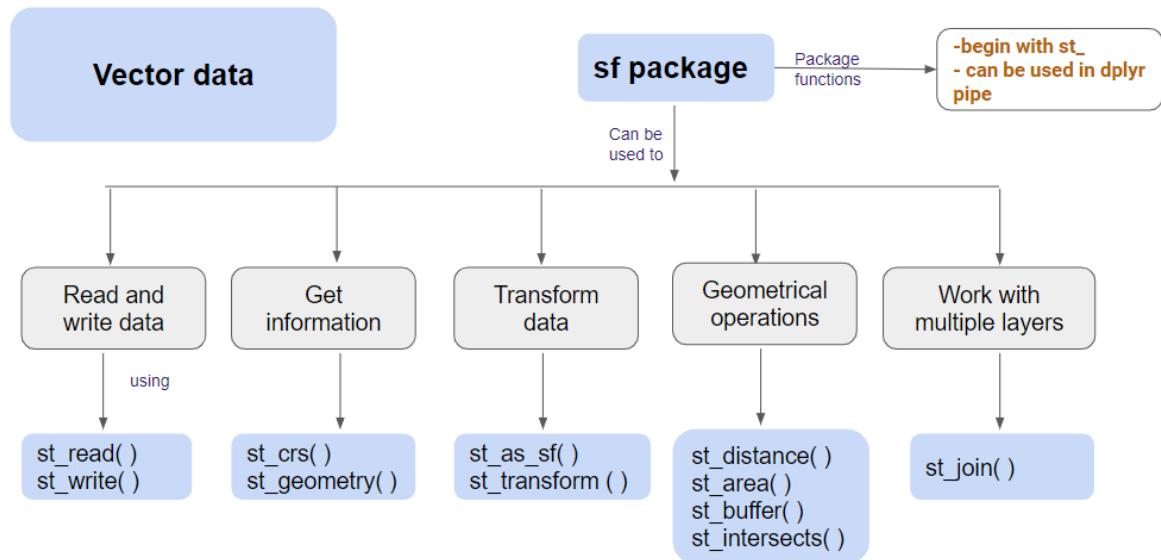 Vector data
sf package
Package
functions
-begin with st_
- can be used in dplyr
pipe
Can be
used to
Read and
write data
Get
information
Transform
data
Geometrical
operations
Work with
multiple layers
using
st_read( )
st_write( )
st_crs( )
st_geometry( )
st_as_sf( )
st_transform ( )
st_distance( )
st_area( )
st_buffer( )
st_intersects( )
st_join( )